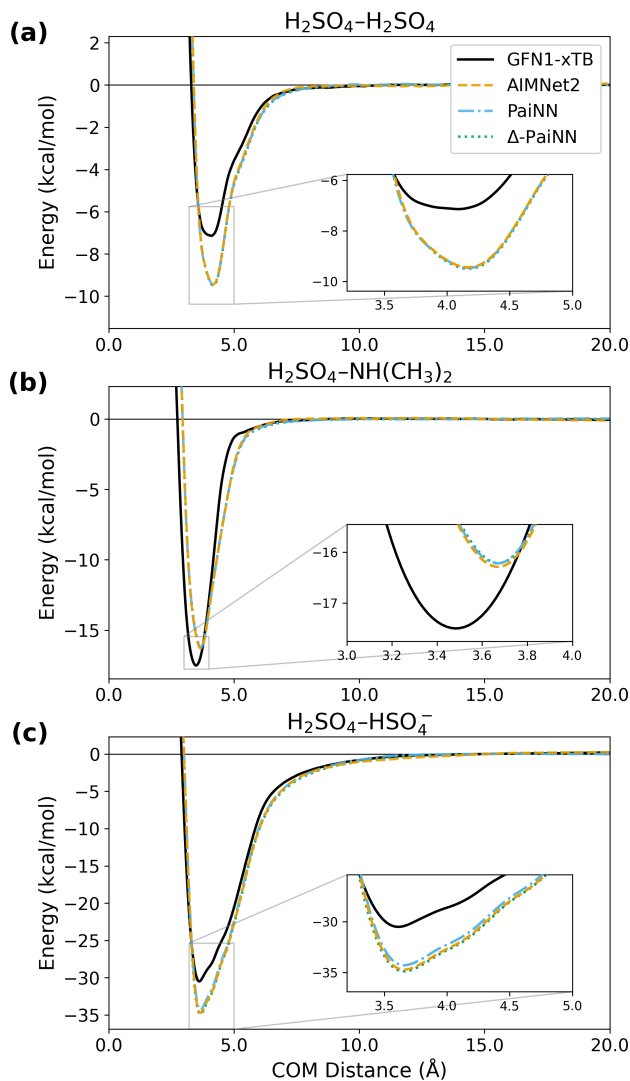 (a)
H₂SO₄–H₂SO₄
Energy (kcal/mol)
2
0
−2
−4
−6
−8
−10
GFN1-xTB
AIMNet2
PaiNN
Δ-PaiNN
−6
−8
−10
3.5 4.0 4.5 5.0
0.0 5.0 10.0 15.0 20.0
(b)
H₂SO₄–NH(CH₃)₂
Energy (kcal/mol)
0
−5
−10
−15
−16
−17
3.0 3.2 3.4 3.6 3.8 4.0
0.0 5.0 10.0 15.0 20.0
(c)
H₂SO₄–HSO₄⁻
Energy (kcal/mol)
0
−5
−10
−15
−20
−25
−30
−35
−30
−35
3.5 4.0 4.5 5.0
0.0 5.0 10.0 15.0 20.0
COM Distance (Å)